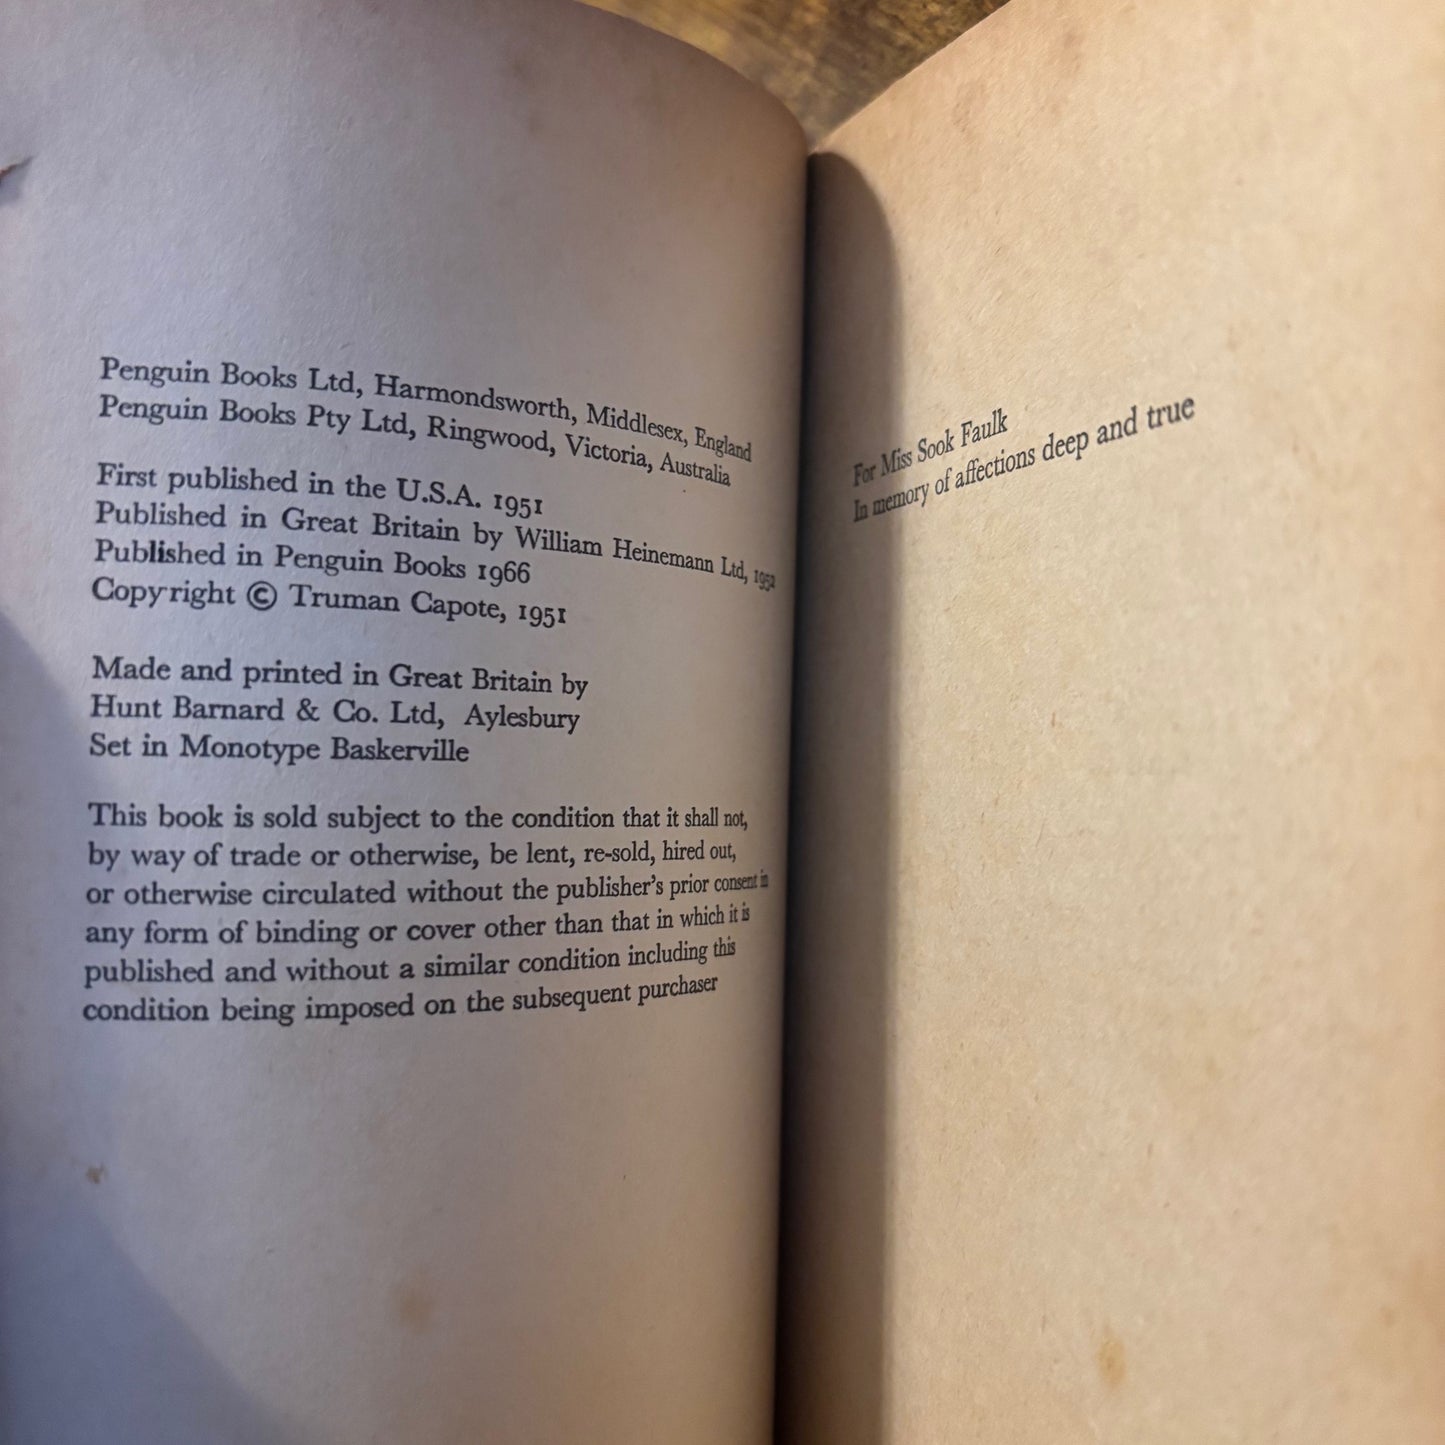 Penguin Books Ltd, Harmondsworth, Middlesex, England
Penguin Books Pty Ltd, Ringwood, Victoria, Australia
First published in the U.S.A. 1951
Published in Great Britain by William Heinemann Ltd, 1952
Published in Penguin Books 1966
Copyright © Truman Capote, 1951
Made and printed in Great Britain by
Hunt Barnard & Co. Ltd, Aylesbury
Set in Monotype Baskerville
This book is sold subject to the condition that it shall not,
by way of trade or otherwise, be lent, re-sold, hired out,
or otherwise circulated without the publisher's prior consent in
any form of binding or cover other than that in which it is
published and without a similar condition including this
condition being imposed on the subsequent purchaser
For Miss Sook Faulk
In memory of affections deep and true